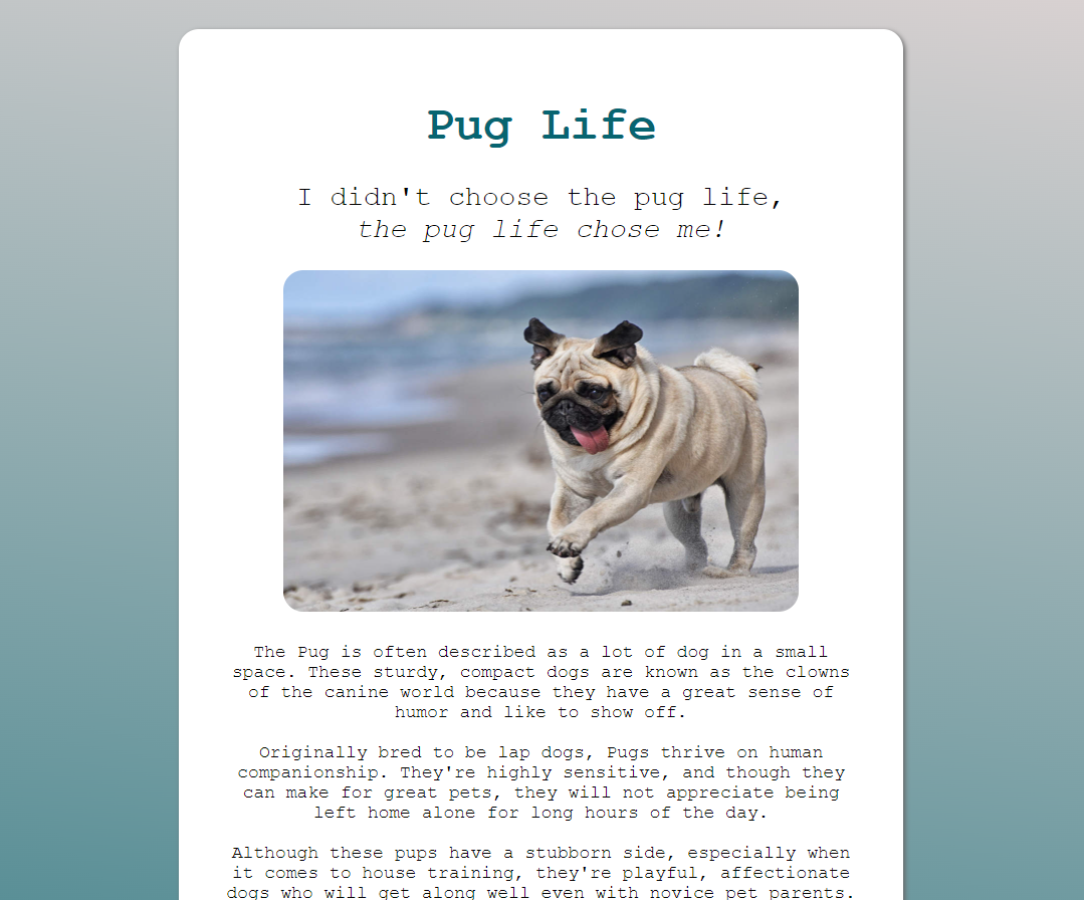 Pug Life
I didn't choose the pug life,
the pug life chose me!
The Pug is often described as a lot of dog in a small
space. These sturdy, compact dogs are known as the clowns
of the canine world because they have a great sense of
humor and like to show off.
Originally bred to be lap dogs, Pugs thrive on human
companionship. They're highly sensitive, and though they
can make for great pets, they will not appreciate being
left home alone for long hours of the day.
Although these pups have a stubborn side, especially when
it comes to house training, they're playful, affectionate
dogs who will get along well even with novice pet parents.